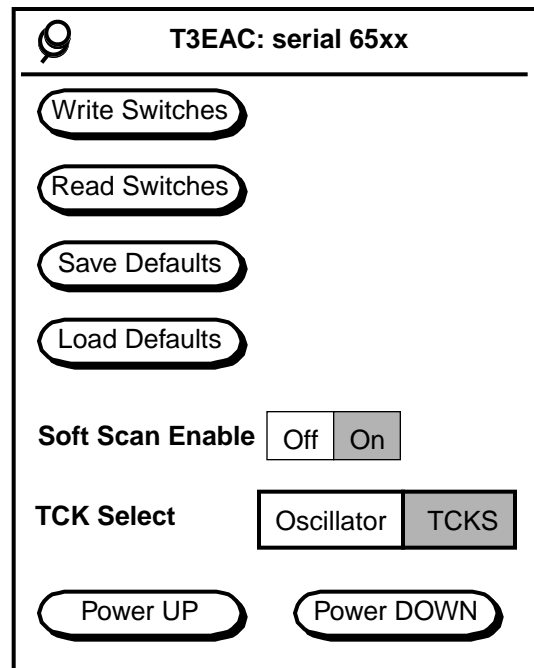 T3EAC: serial 65xx
Write Switches
Read Switches
Save Defaults
Load Defaults
Soft Scan Enable Off On
TCK Select Oscillator TCKS
Power UP Power DOWN